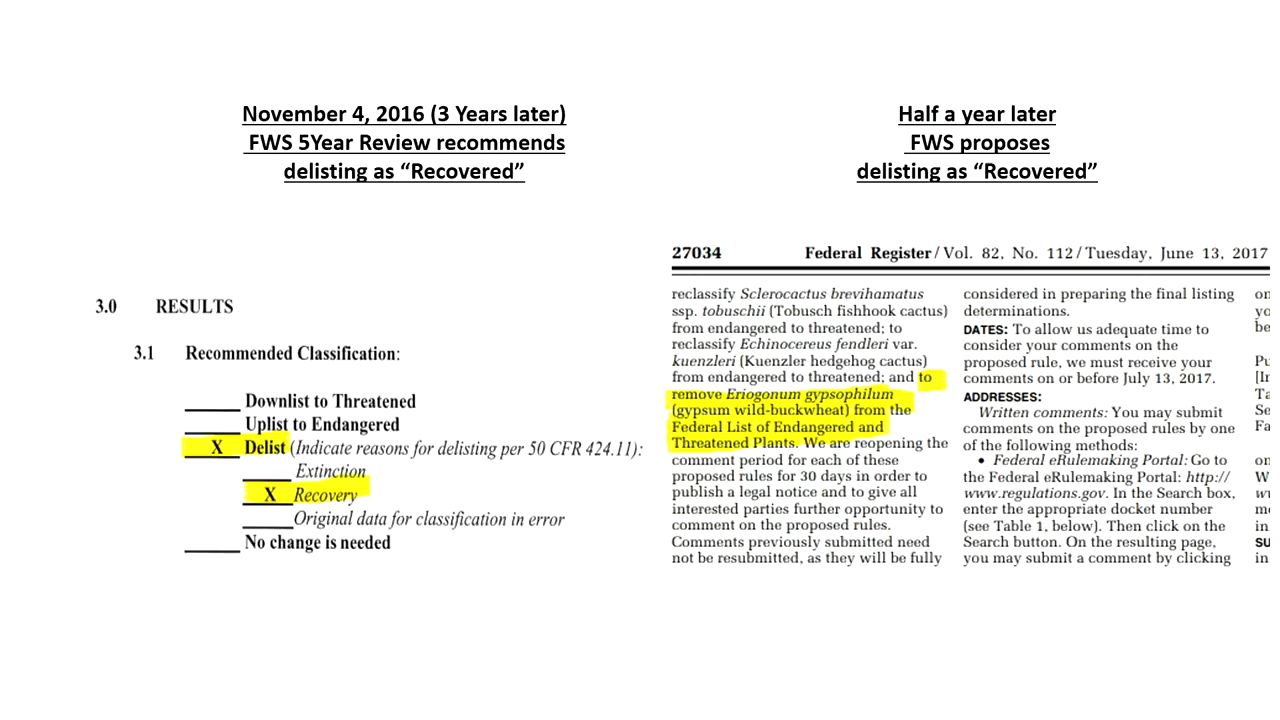 November 4, 2016 (3 Years later)
FWS 5Year Review recommends
delisting as “Recovered”
3.0 RESULTS
3.1 Recommended Classification:
_____ Downlist to Threatened
_____ Uplist to Endangered
__X__ Delist (Indicate reasons for delisting per 50 CFR 424.11):
_____ Extinction
__X__ Recovery
_____ Original data for classification in error
_____ No change is needed
Half a year later
FWS proposes
delisting as “Recovered”
27034 Federal Register / Vol. 82, No. 112 / Tuesday, June 13, 2017
reclassify Sclerocactus brevihamatus
ssp. tobuschii (Tobusch fishhook cactus)
from endangered to threatened; to
reclassify Echinocereus fendleri var.
kuenzleri (Kuenzler hedgehog cactus)
from endangered to threatened; and to
remove Eriogonum gypsophilum
(gypsum wild-buckwheat) from the
Federal List of Endangered and
Threatened Plants. We are reopening the
comment period for each of these
proposed rules for 30 days in order to
publish a legal notice and to give all
interested parties further opportunity to
comment on the proposed rules.
Comments previously submitted need
not be resubmitted, as they will be fully
considered in preparing the final listing
determinations.
DATES: To allow us adequate time to
consider your comments on the
proposed rule, we must receive your
comments on or before July 13, 2017.
ADDRESSES:
Written comments: You may submit
comments on the proposed rules by one
of the following methods:
• Federal eRulemaking Portal: Go to
the Federal eRulemaking Portal: http://
www.regulations.gov. In the Search box,
enter the appropriate docket number
(see Table 1, below). Then click on the
Search button. On the resulting page,
you may submit a comment by clicking